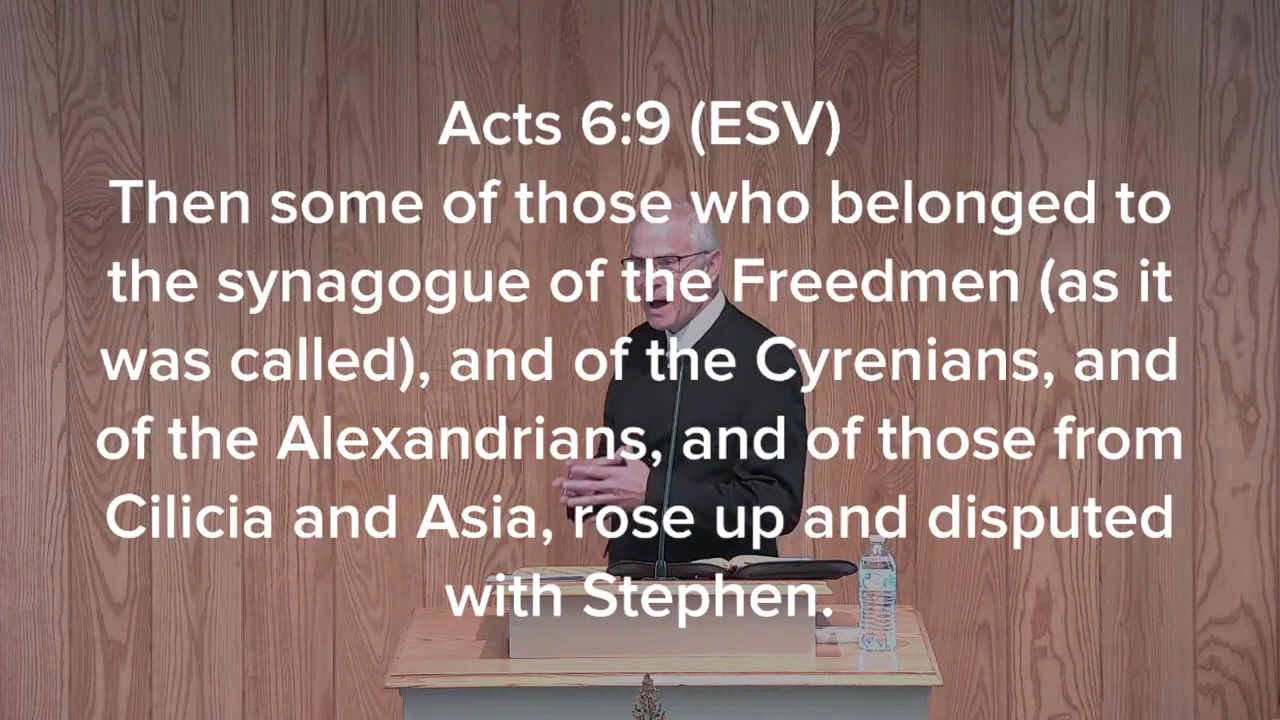 Acts 6:9 (ESV)
Then some of those who belonged to
the synagogue of the Freedmen (as it
was called), and of the Cyrenians, and
of the Alexandrians, and of those from
Cilicia and Asia, rose up and disputed
with Stephen.